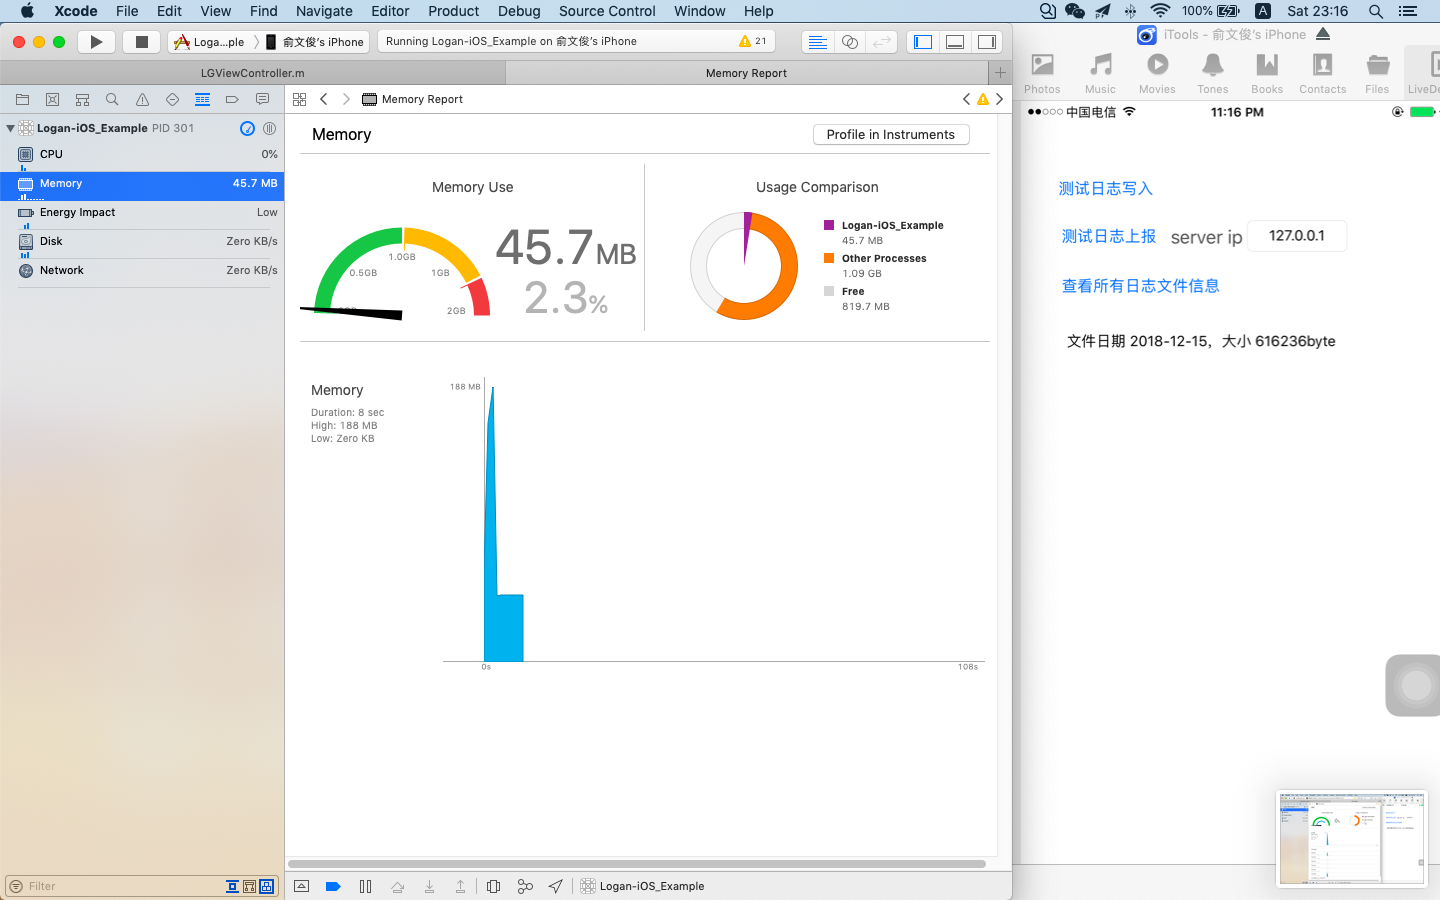 Xcode File Edit View Find Navigate Editor Product Debug Source Control Window Help
100% A Sat 23:16
Loga...ple 俞文俊's iPhone
Running Logan-iOS_Example on 俞文俊's iPhone
21
LGViewController.m
Memory Report
Memory Report
Logan-iOS_Example PID 301
CPU 0%
Memory 45.7 MB
Energy Impact Low
Disk Zero KB/s
Network Zero KB/s
Filter
Memory
Profile in Instruments
Memory Use
0.5GB
1.0GB
1GB
2GB
45.7MB
2.3%
Usage Comparison
Logan-iOS_Example
45.7 MB
Other Processes
1.09 GB
Free
819.7 MB
Memory
Duration: 8 sec
High: 188 MB
Low: Zero KB
188 MB
0s
108s
Logan-iOS_Example
iTools - 俞文俊's iPhone
Photos Music Movies Tones Books Contacts Files LiveDe
中国电信 11:16 PM
测试日志写入
测试日志上报 server ip 127.0.0.1
查看所有日志文件信息
文件日期 2018-12-15，大小 616236byte